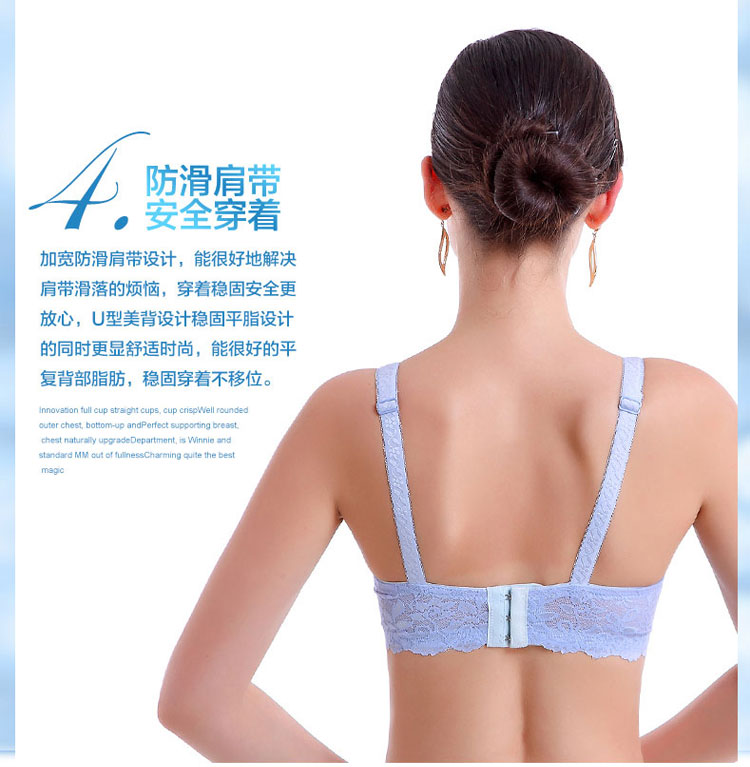 4.
防滑肩带
安全穿着
加宽防滑肩带设计，能很好地解决
肩带滑落的烦恼，穿着稳固安全更
放心，U型美背设计稳固平脂设计
的同时更显舒适时尚，能很好的平
复背部脂肪，稳固穿着不移位。
Innovation full cup straight cups, cup crispWell rounded
outer chest, bottom-up andPerfect supporting breast,
chest naturally upgradeDepartment, is Winnie and
standard MM out of fullnessCharming quite the best
magic